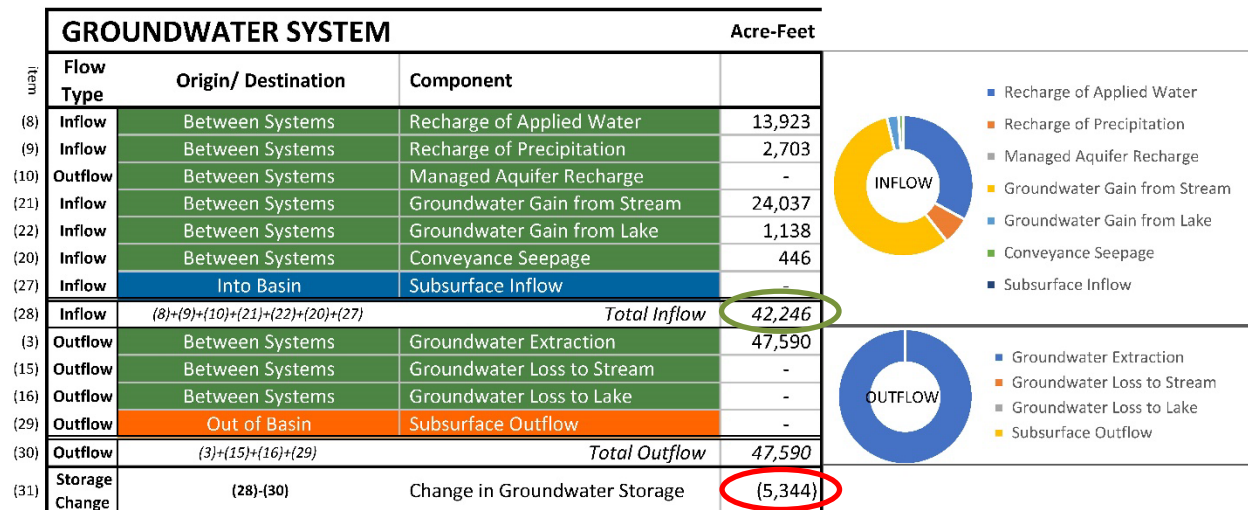 GROUNDWATER SYSTEM Acre-Feet
item Flow Type Origin/ Destination Component
(8) Inflow Between Systems Recharge of Applied Water 13,923
(9) Inflow Between Systems Recharge of Precipitation 2,703
(10) Outflow Between Systems Managed Aquifer Recharge -
(21) Inflow Between Systems Groundwater Gain from Stream 24,037
(22) Inflow Between Systems Groundwater Gain from Lake 1,138
(20) Inflow Between Systems Conveyance Seepage 446
(27) Inflow Into Basin Subsurface Inflow -
(28) Inflow (8)+(9)+(10)+(21)+(22)+(20)+(27) Total Inflow 42,246
(3) Outflow Between Systems Groundwater Extraction 47,590
(15) Outflow Between Systems Groundwater Loss to Stream -
(16) Outflow Between Systems Groundwater Loss to Lake -
(29) Outflow Out of Basin Subsurface Outflow -
(30) Outflow (3)+(15)+(16)+(29) Total Outflow 47,590
(31) Storage Change (28)-(30) Change in Groundwater Storage (5,344)
INFLOW
Recharge of Applied Water
Recharge of Precipitation
Managed Aquifer Recharge
Groundwater Gain from Stream
Groundwater Gain from Lake
Conveyance Seepage
Subsurface Inflow
OUTFLOW
Groundwater Extraction
Groundwater Loss to Stream
Groundwater Loss to Lake
Subsurface Outflow